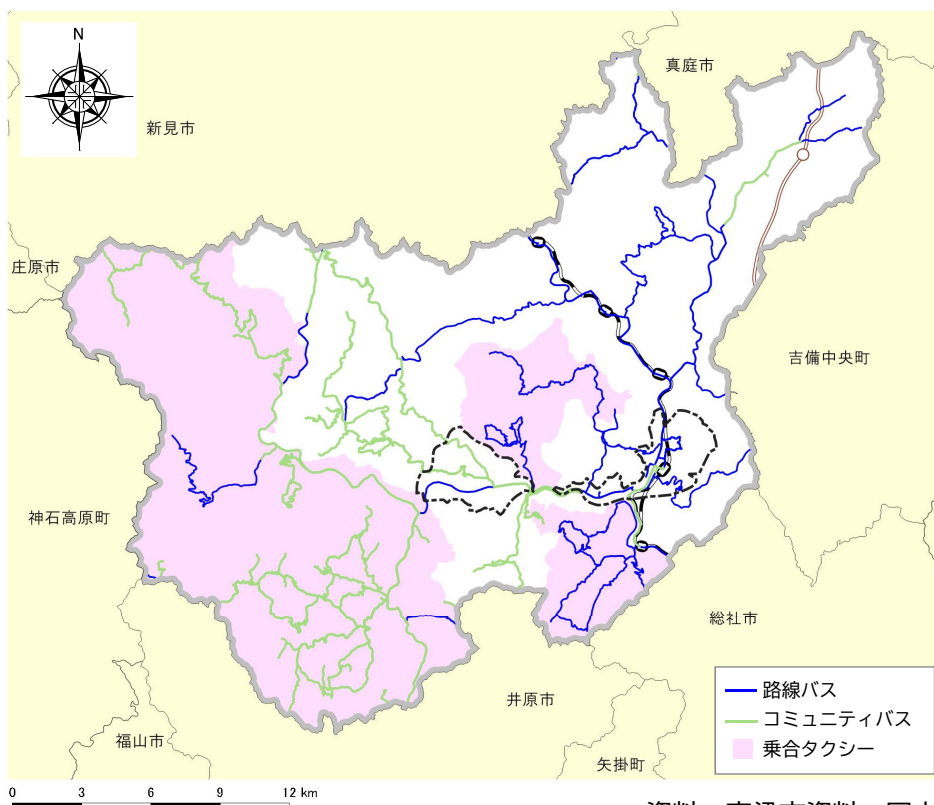 N
真庭市
新見市
庄原市
吉備中央町
神石高原町
総社市
井原市
福山市
矢掛町
路線バス
コミュニティバス
乗合タクシー
0 3 6 9 12 km